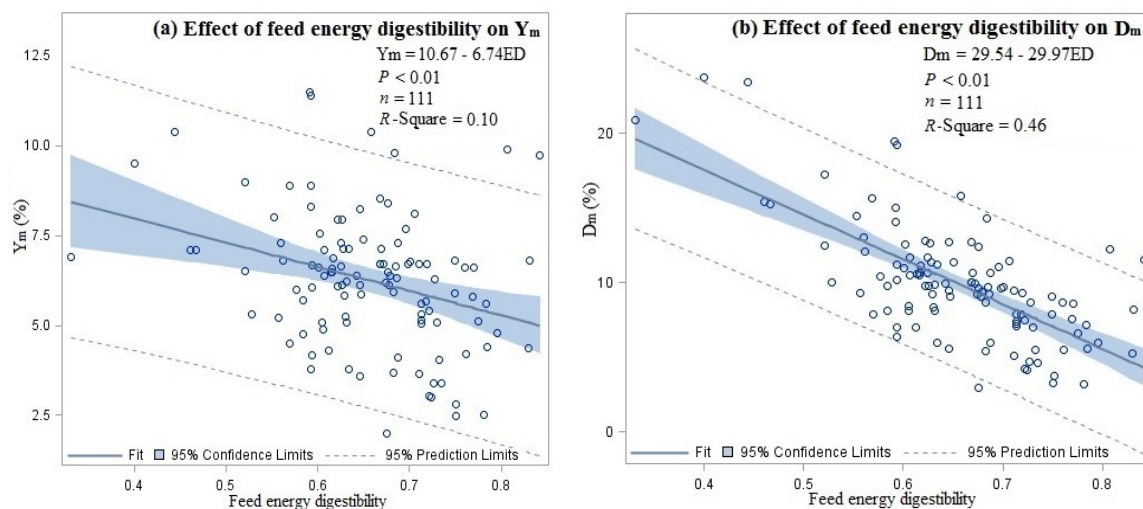 (a) Effect of feed energy digestibility on Ym
Ym = 10.67 - 6.74ED
P < 0.01
n = 111
R-Square = 0.10
12.5
10.0
7.5
5.0
2.5
Ym (%)
Fit
95% Confidence Limits
95% Prediction Limits
0.4 0.5 0.6 0.7 0.8
Feed energy digestibility
(b) Effect of feed energy digestibility on Dm
Dm = 29.54 - 29.97ED
P < 0.01
n = 111
R-Square = 0.46
20
10
0
Dm (%)
Fit
95% Confidence Limits
95% Prediction Limits
0.4 0.5 0.6 0.7 0.8
Feed energy digestibility